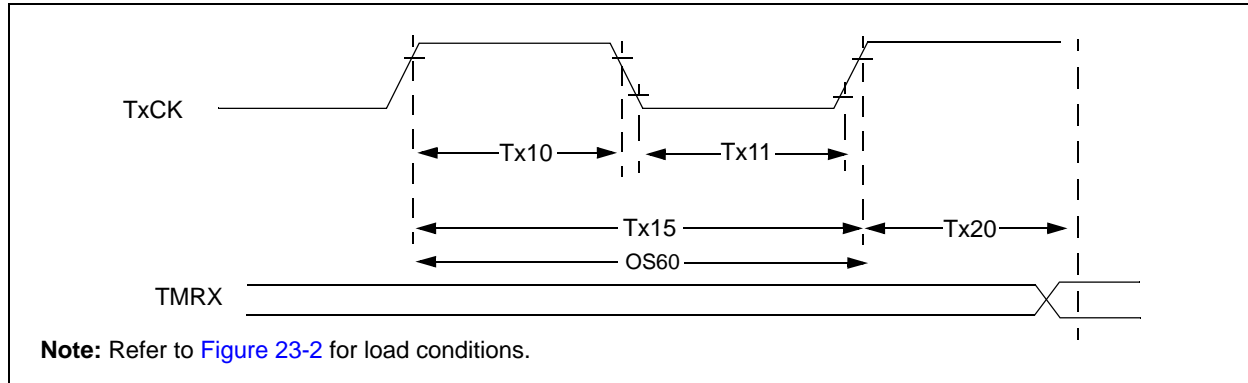 TxCK
Tx10
Tx11
Tx15
Tx20
OS60
TMRX
Note: Refer to Figure 23-2 for load conditions.